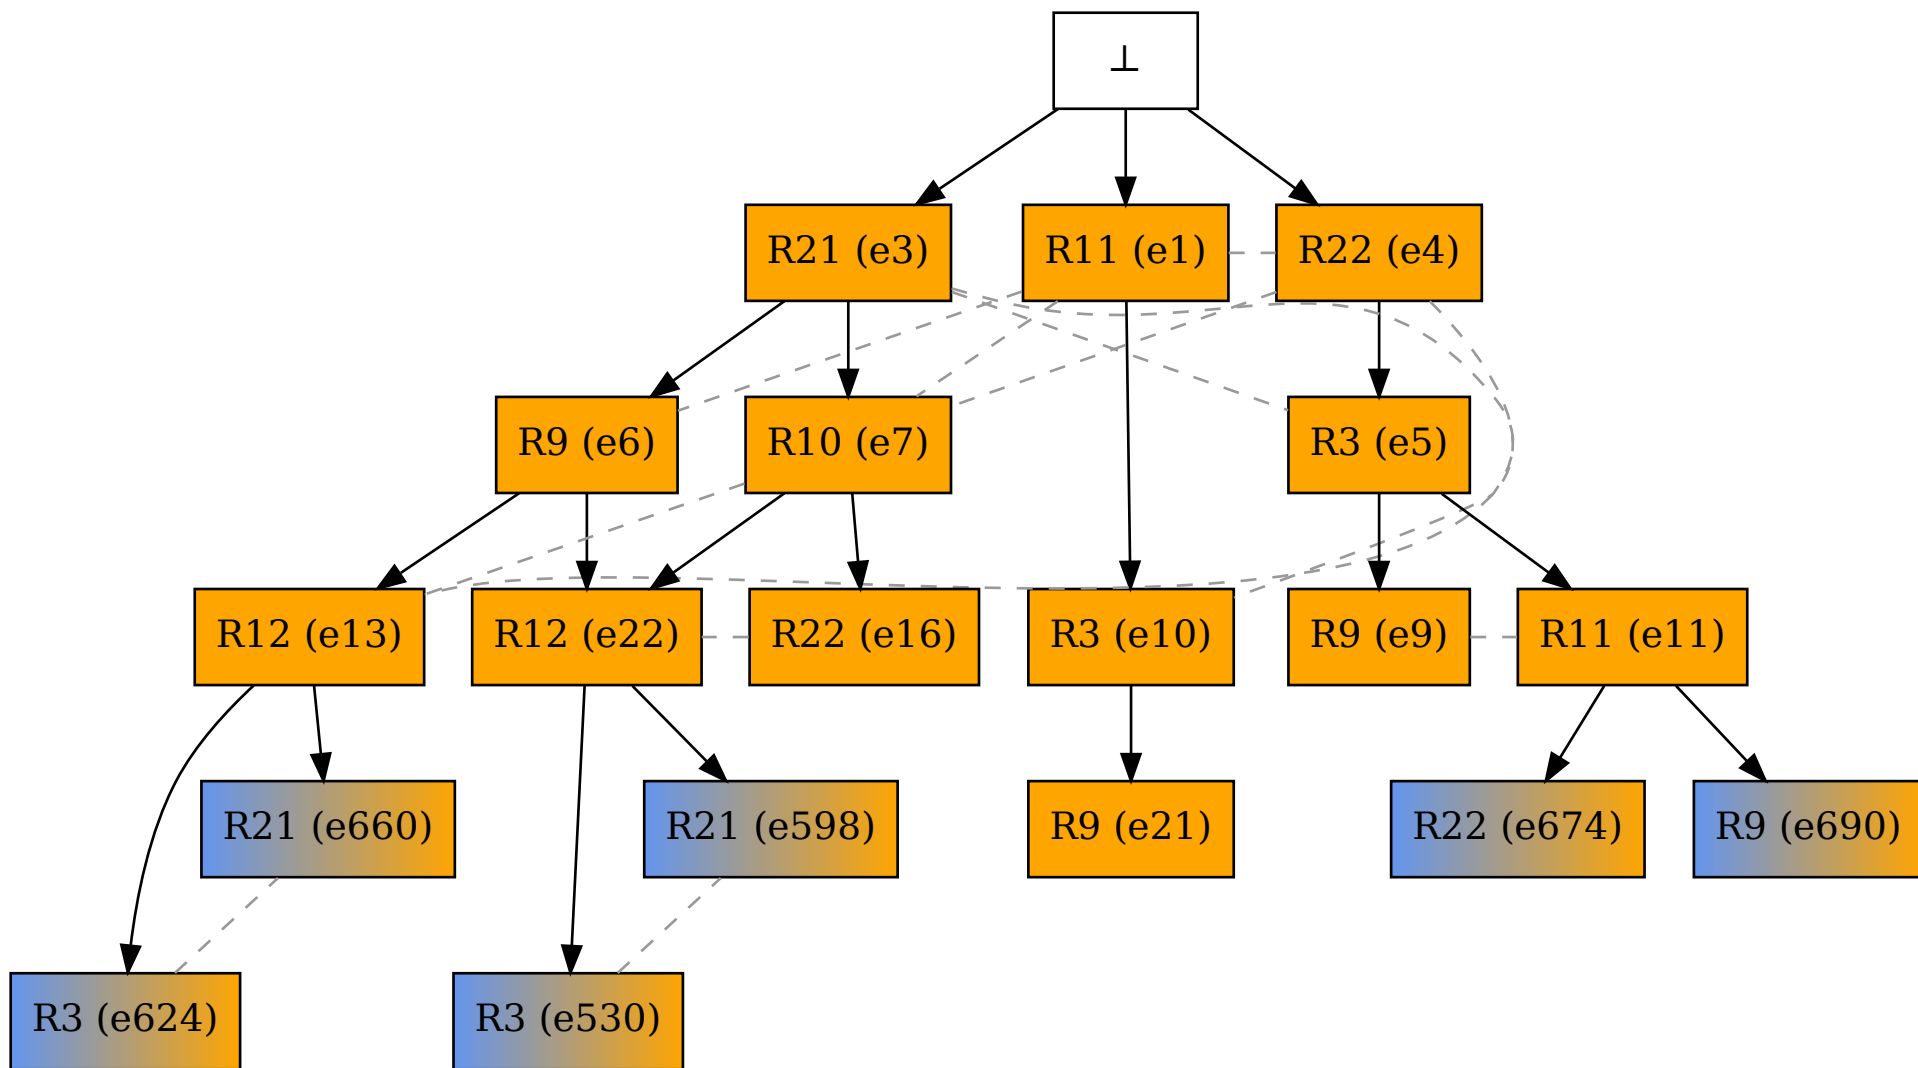 ⊥
R21 (e3)
R11 (e1)
R22 (e4)
R9 (e6)
R10 (e7)
R3 (e5)
R12 (e13)
R12 (e22)
R22 (e16)
R3 (e10)
R9 (e9)
R11 (e11)
R21 (e660)
R21 (e598)
R9 (e21)
R22 (e674)
R9 (e690)
R3 (e624)
R3 (e530)